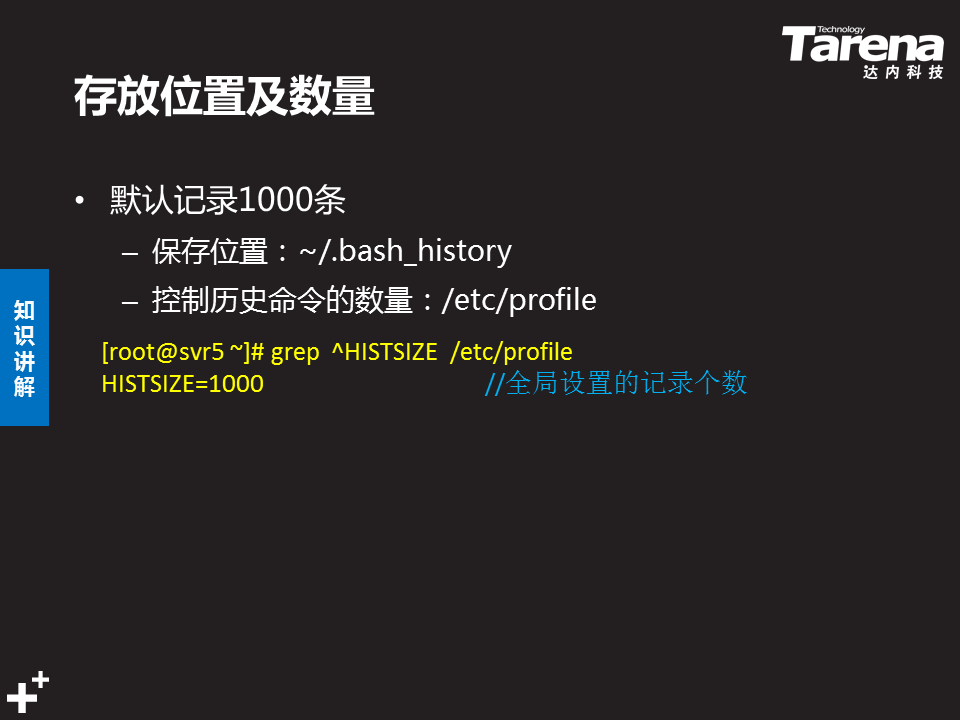 Technology
Tarena
达内科技
存放位置及数量
• 默认记录1000条
– 保存位置：~/.bash_history
– 控制历史命令的数量：/etc/profile
[root@svr5 ~]# grep  ^HISTSIZE  /etc/profile
HISTSIZE=1000 //全局设置的记录个数
知识讲解